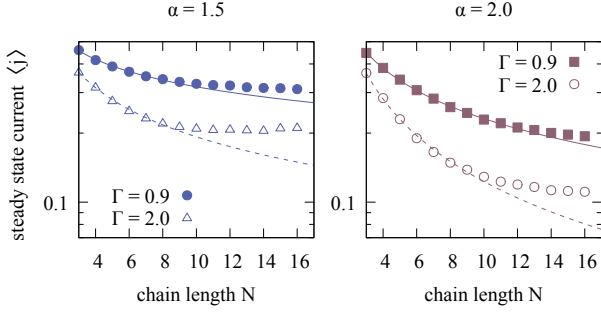 α = 1.5
α = 2.0
steady state current ⟨j⟩
0.1
Γ = 0.9
Γ = 2.0
4 6 8 10 12 14 16
chain length N
0.1
Γ = 0.9
Γ = 2.0
4 6 8 10 12 14 16
chain length N